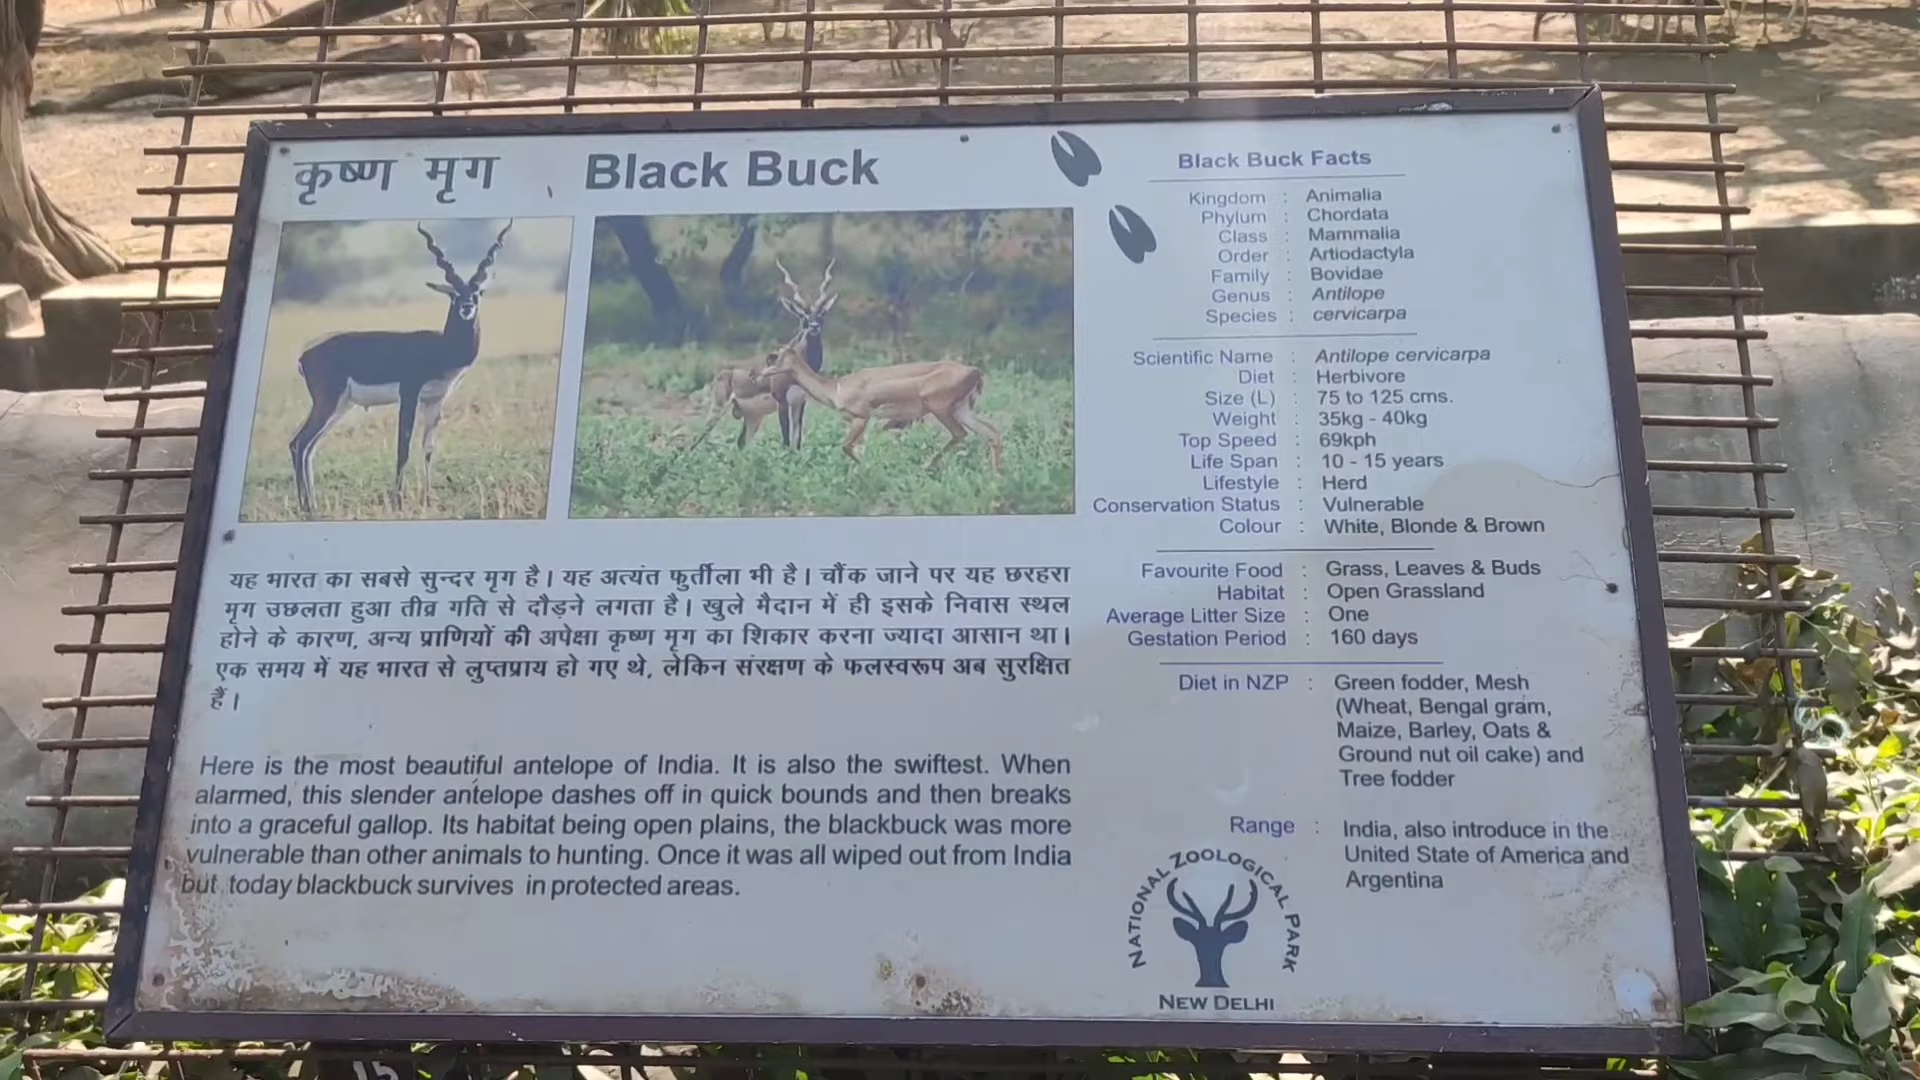 कृष्ण मृग
Black Buck
यह भारत का सबसे सुन्दर मृग है। यह अत्यंत फुर्तीला भी है। चौंक जाने पर यह छरहरा
मृग उछलता हुआ तीव्र गति से दौड़ने लगता है। खुले मैदान में ही इसके निवास स्थल
होने के कारण, अन्य प्राणियों की अपेक्षा कृष्ण मृग का शिकार करना ज्यादा आसान था।
एक समय में यह भारत से लुप्तप्राय हो गए थे, लेकिन संरक्षण के फलस्वरूप अब सुरक्षित
हैं।
Here is the most beautiful antelope of India. It is also the swiftest. When
alarmed, this slender antelope dashes off in quick bounds and then breaks
into a graceful gallop. Its habitat being open plains, the blackbuck was more
vulnerable than other animals to hunting. Once it was all wiped out from India
but today blackbuck survives in protected areas.
Black Buck Facts
Kingdom : Animalia
Phylum : Chordata
Class : Mammalia
Order : Artiodactyla
Family : Bovidae
Genus : Antilope
Species : cervicarpa
Scientific Name : Antilope cervicarpa
Diet : Herbivore
Size (L) : 75 to 125 cms.
Weight : 35kg - 40kg
Top Speed : 69kph
Life Span : 10 - 15 years
Lifestyle : Herd
Conservation Status : Vulnerable
Colour : White, Blonde & Brown
Favourite Food : Grass, Leaves & Buds
Habitat : Open Grassland
Average Litter Size : One
Gestation Period : 160 days
Diet in NZP : Green fodder, Mesh
(Wheat, Bengal gram,
Maize, Barley, Oats &
Ground nut oil cake) and
Tree fodder
Range : India, also introduce in the
United State of America and
Argentina
NATIONAL ZOOLOGICAL PARK
NEW DELHI
15